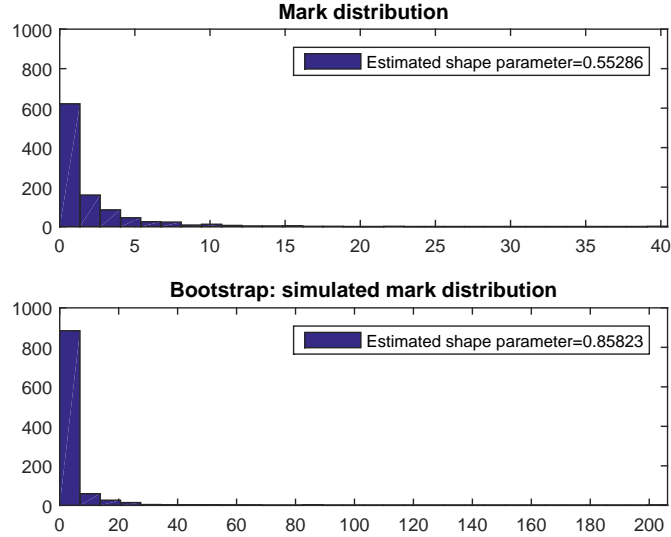 Mark distribution
1000
800
600
400
200
0
Estimated shape parameter=0.55286
0 5 10 15 20 25 30 35 40
Bootstrap: simulated mark distribution
1000
800
600
400
200
0
Estimated shape parameter=0.85823
0 20 40 60 80 100 120 140 160 180 200